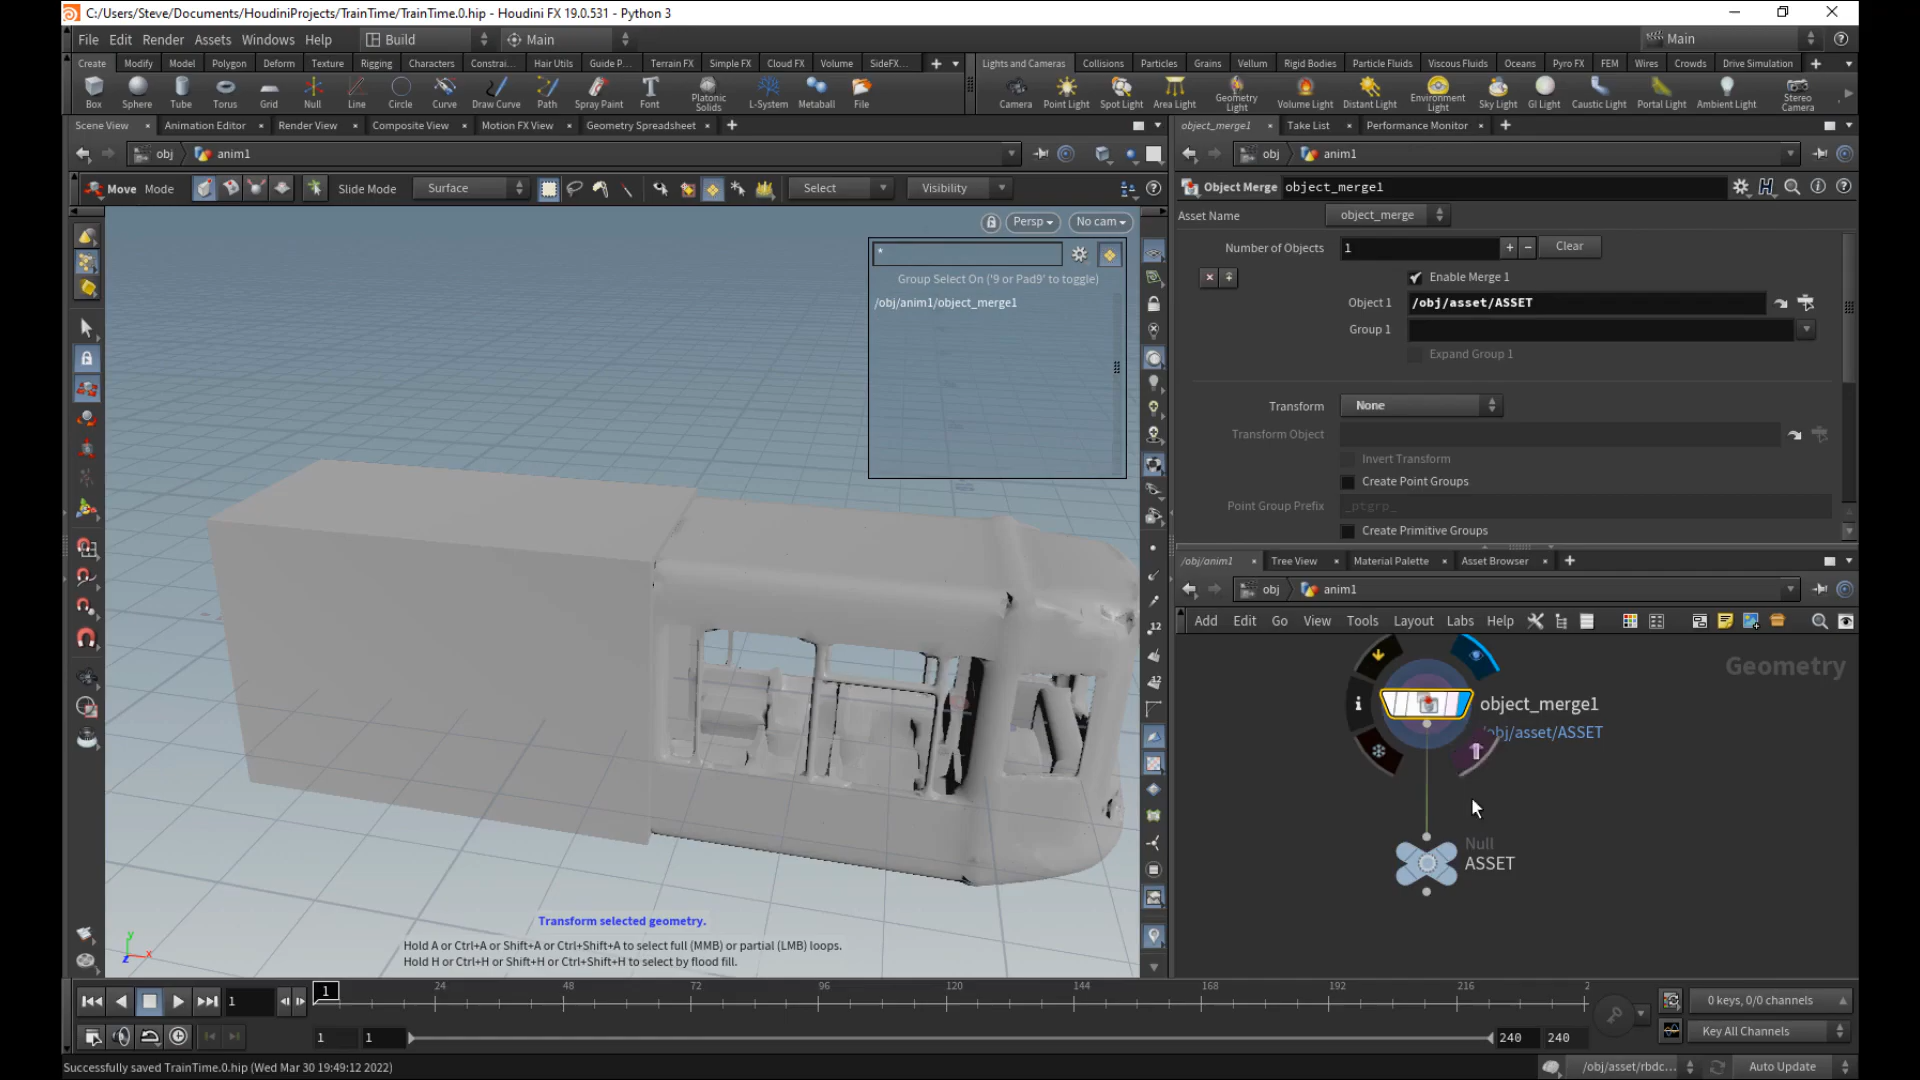 C:/Users/Steve/Documents/HoudiniProjects/TrainTime/TrainTime.0.hip - Houdini FX 19.0.531 - Python 3
File Edit Render Assets Windows Help Build Main Main
Create Modify Model Polygon Deform Texture Rigging Characters Constrai... Hair Utils Guide P... Terrain FX Simple FX Cloud FX Volume SideFX...
Lights and Cameras Collisions Particles Grains Vellum Rigid Bodies Particle Fluids Viscous Fluids Oceans Pyro FX FEM Wires Crowds Drive Simulation
Box Sphere Tube Torus Grid Null Line Circle Curve Draw Curve Path Spray Paint Font Platonic Solids L-System Metaball File
Camera Point Light Spot Light Area Light Geometry Light Volume Light Distant Light Environment Light Sky Light GI Light Caustic Light Portal Light Ambient Light Stereo Camera
Scene View Animation Editor Render View Composite View Motion FX View Geometry Spreadsheet
object_merge1 Take List Performance Monitor
obj anim1
obj anim1
Move Mode Slide Mode Surface Select Visibility
Object Merge object_merge1
Asset Name object_merge
Persp No cam
*
Group Select On ('9 or Pad9' to toggle)
/obj/anim1/object_merge1
Number of Objects 1 Clear
Enable Merge 1
Object 1 /obj/asset/ASSET
Group 1
Expand Group 1
Transform None
Transform Object
Invert Transform
Create Point Groups
Point Group Prefix _ptgrp_
Create Primitive Groups
/obj/anim1 Tree View Material Palette Asset Browser
obj anim1
Add Edit Go View Tools Layout Labs Help
Geometry
object_merge1
/obj/asset/ASSET
Null
ASSET
12
12
y
x
z
Transform selected geometry.
Hold A or Ctrl+A or Shift+A or Ctrl+Shift+A to select full (MMB) or partial (LMB) loops.
Hold H or Ctrl+H or Shift+H or Ctrl+Shift+H to select by flood fill.
1 1 24 48 72 96 120 144 168 192 216 2
0 keys, 0/0 channels
1 1 240 240
Key All Channels
Successfully saved TrainTime.0.hip (Wed Mar 30 19:49:12 2022)
/obj/asset/rbdc...
Auto Update